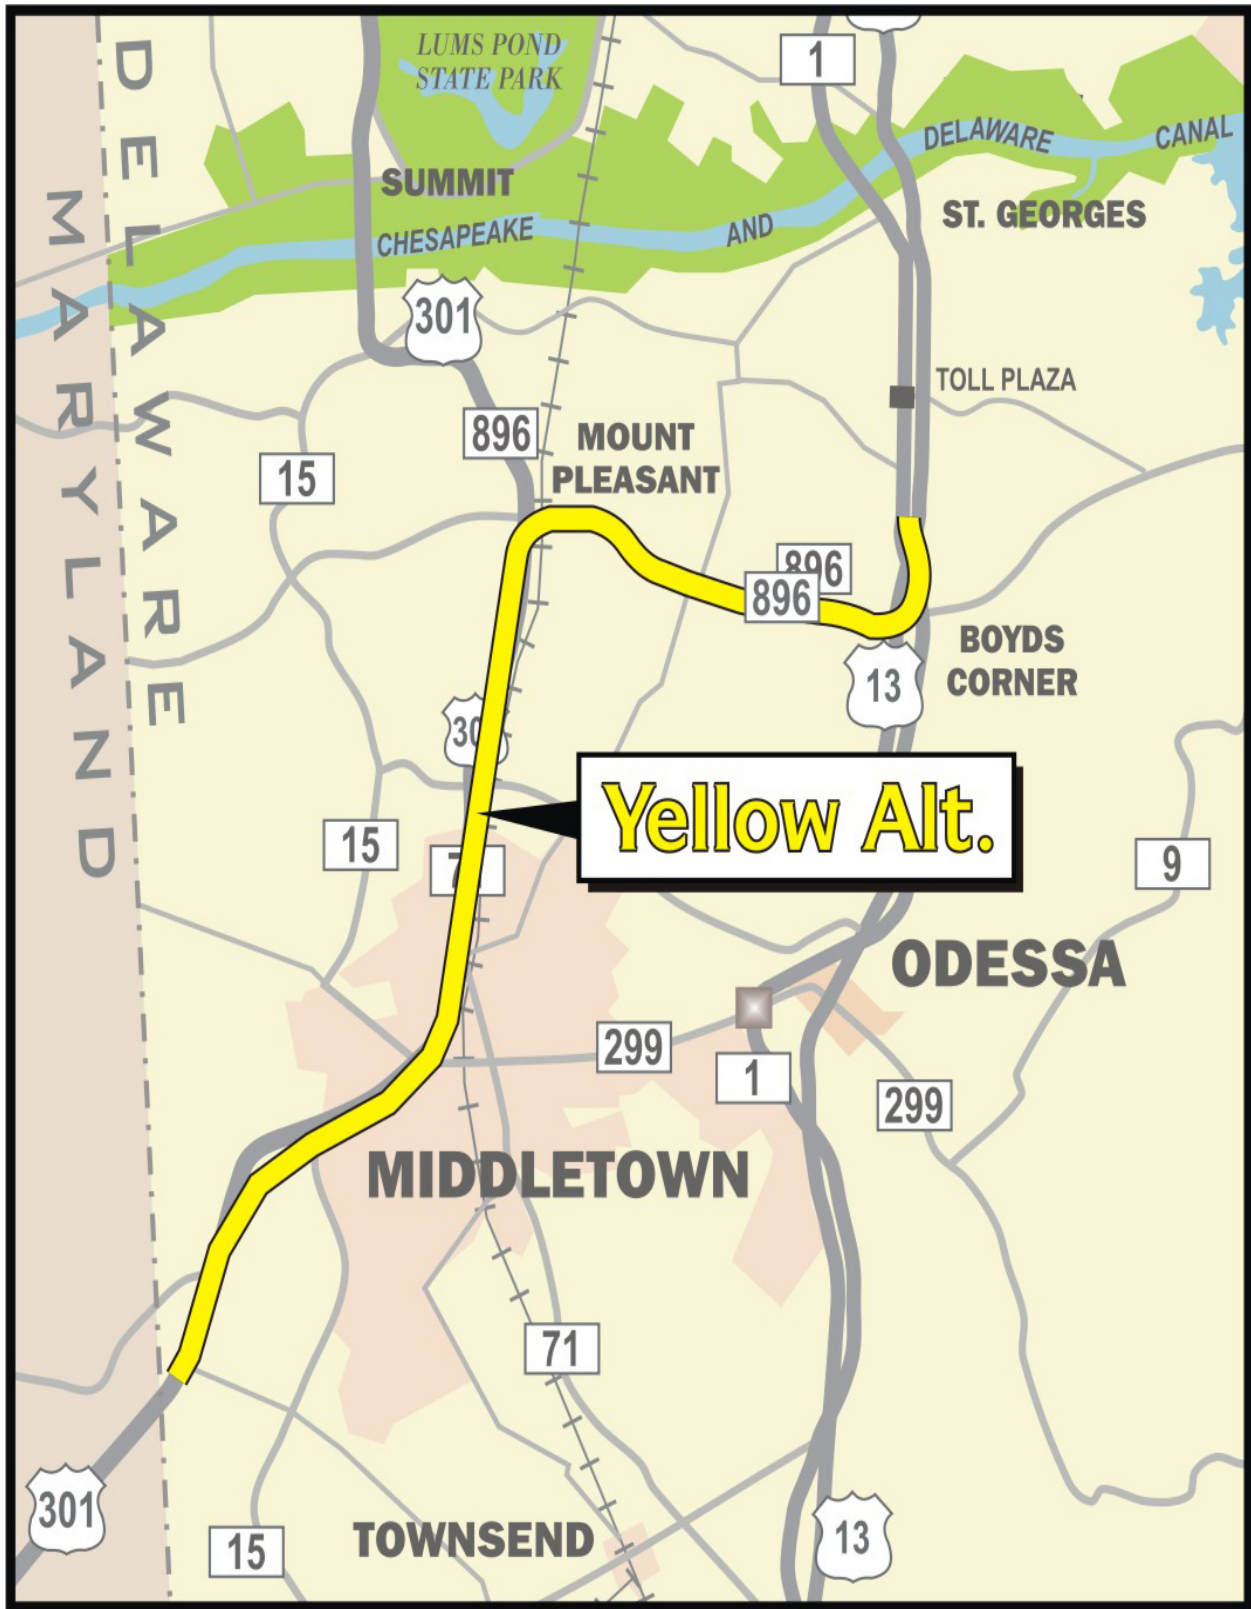 LUMS POND
STATE PARK
1
DELAWARE
CANAL
SUMMIT
ST. GEORGES
CHESAPEAKE
AND
DELAWARE
MARYLAND
301
TOLL PLAZA
896
MOUNT
PLEASANT
15
896
896
BOYDS
CORNER
13
30
Yellow Alt.
15
7
9
ODESSA
299
1
299
MIDDLETOWN
71
301
15
TOWNSEND
13